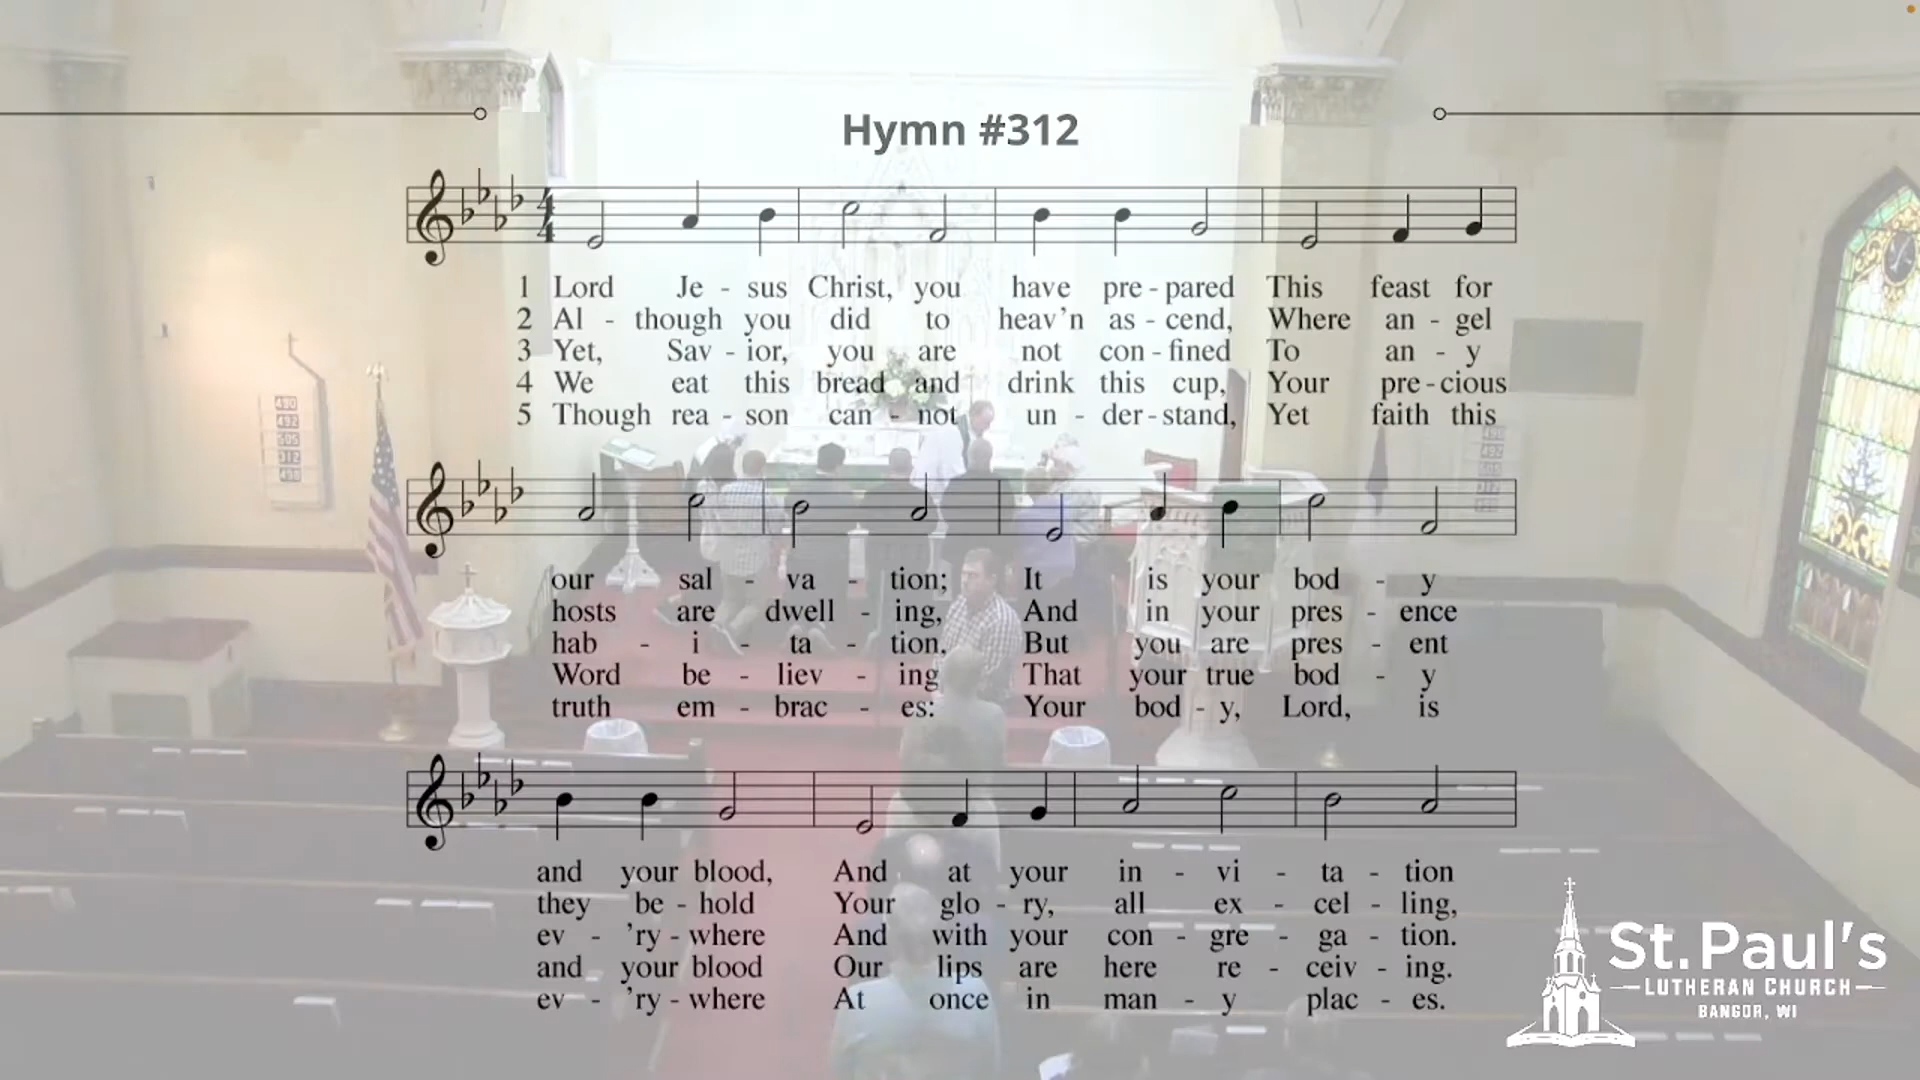 Hymn #312
1 Lord Je - sus Christ, you have pre - pared This feast for
2 Al - though you did to heav'n as - cend, Where an - gel
3 Yet, Sav - ior, you are not con - fined To an - y
4 We eat this bread and drink this cup, Your pre - cious
5 Though rea - son can - not un - der - stand, Yet faith this
our sal - va - tion; It is your bod - y
hosts are dwell - ing, And in your pres - ence
hab - i - ta - tion, But you are pres - ent
Word be - liev - ing That your true bod - y
truth em - brac - es: Your bod - y, Lord, is
and your blood, And at your in - vi - ta - tion
they be - hold Your glo - ry, all ex - cel - ling,
ev - 'ry - where And with your con - gre - ga - tion.
and your blood Our lips are here re - ceiv - ing.
ev - 'ry - where At once in man - y plac - es.
490
492
505
312
St. Paul's
LUTHERAN CHURCH
BANGOR, WI